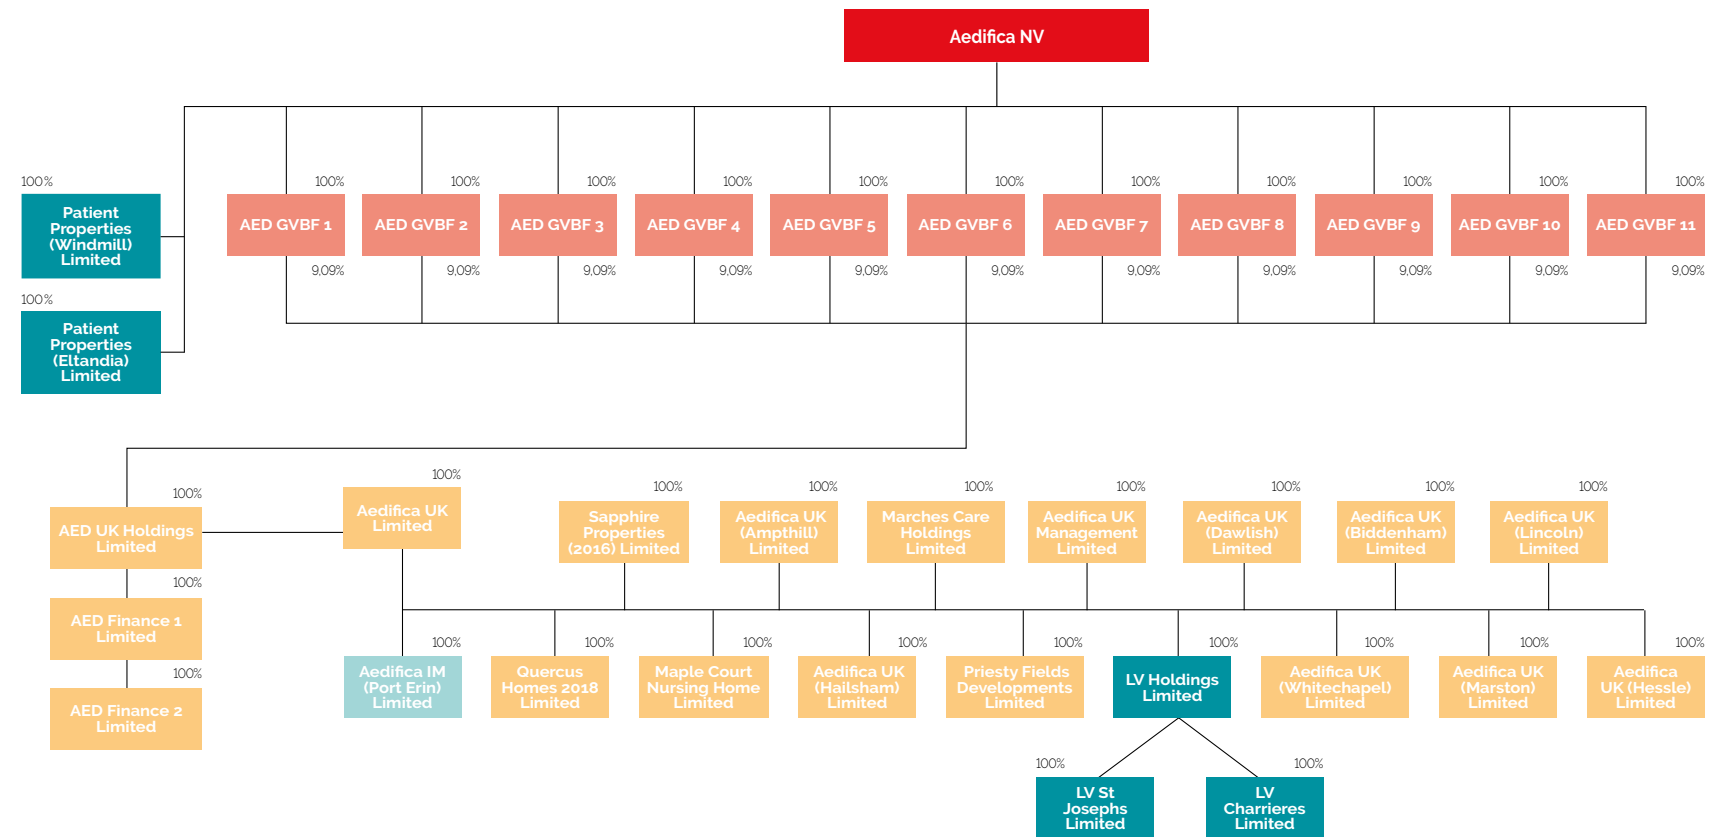 Aedifica NV
100%
Patient
Properties
(Windmill)
Limited
100%
Patient
Properties
(Eltandia)
Limited
100%
AED GVBF 1
9,09%
100%
AED GVBF 2
9,09%
100%
AED GVBF 3
9,09%
100%
AED GVBF 4
9,09%
100%
AED GVBF 5
9,09%
100%
AED GVBF 6
9,09%
100%
AED GVBF 7
9,09%
100%
AED GVBF 8
9,09%
100%
AED GVBF 9
9,09%
100%
AED GVBF 10
9,09%
100%
AED GVBF 11
9,09%
100%
AED UK Holdings
Limited
100%
AED Finance 1
Limited
100%
AED Finance 2
Limited
100%
Aedifica UK
Limited
100%
Sapphire
Properties
(2016) Limited
100%
Aedifica UK
(Ampthill)
Limited
100%
Marches Care
Holdings
Limited
100%
Aedifica UK
Management
Limited
100%
Aedifica UK
(Dawlish)
Limited
100%
Aedifica UK
(Biddenham)
Limited
100%
Aedifica UK
(Lincoln)
Limited
100%
Aedifica IM
(Port Erin)
Limited
100%
Quercus
Homes 2018
Limited
100%
Maple Court
Nursing Home
Limited
100%
Aedifica UK
(Hailsham)
Limited
100%
Priesty Fields
Developments
Limited
100%
LV Holdings
Limited
100%
Aedifica UK
(Whitechapel)
Limited
100%
Aedifica UK
(Marston)
Limited
100%
Aedifica
UK (Hessle)
Limited
100%
LV St
Josephs
Limited
100%
LV
Charrieres
Limited